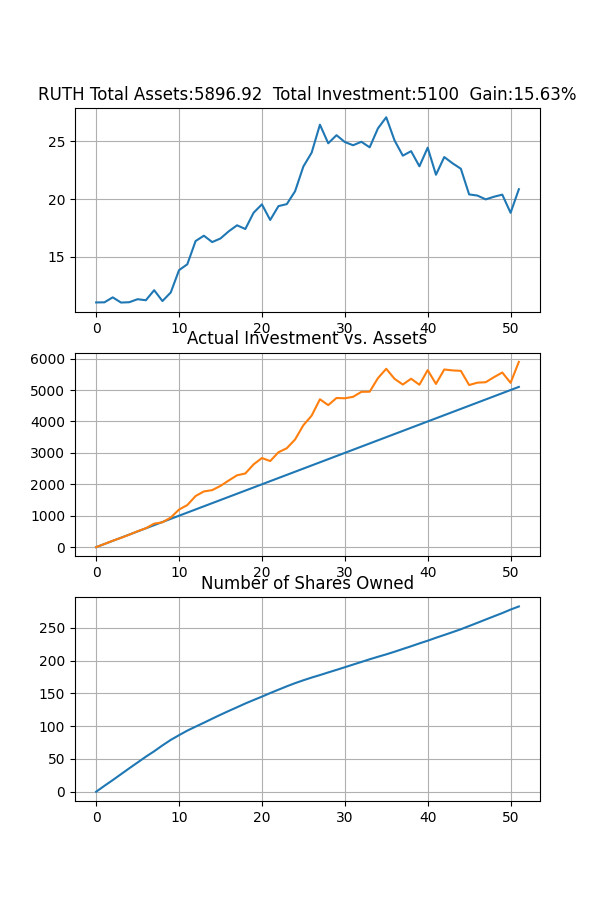 RUTH Total Assets:5896.92  Total Investment:5100  Gain:15.63%
25
20
15
0 10 20 30 40 50
Actual Investment vs. Assets
6000
5000
4000
3000
2000
1000
0
0 10 20 30 40 50
Number of Shares Owned
250
200
150
100
50
0
0 10 20 30 40 50